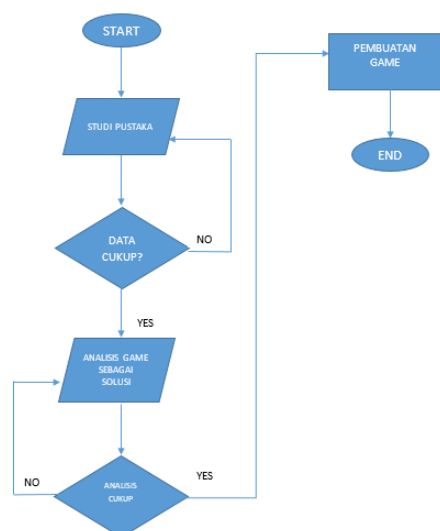 START
STUDI PUSTAKA
DATA
CUKUP?
NO
YES
ANALISIS GAME
SEBAGAI
SOLUSI
ANALISIS
CUKUP
NO
YES
PEMBUATAN
GAME
END